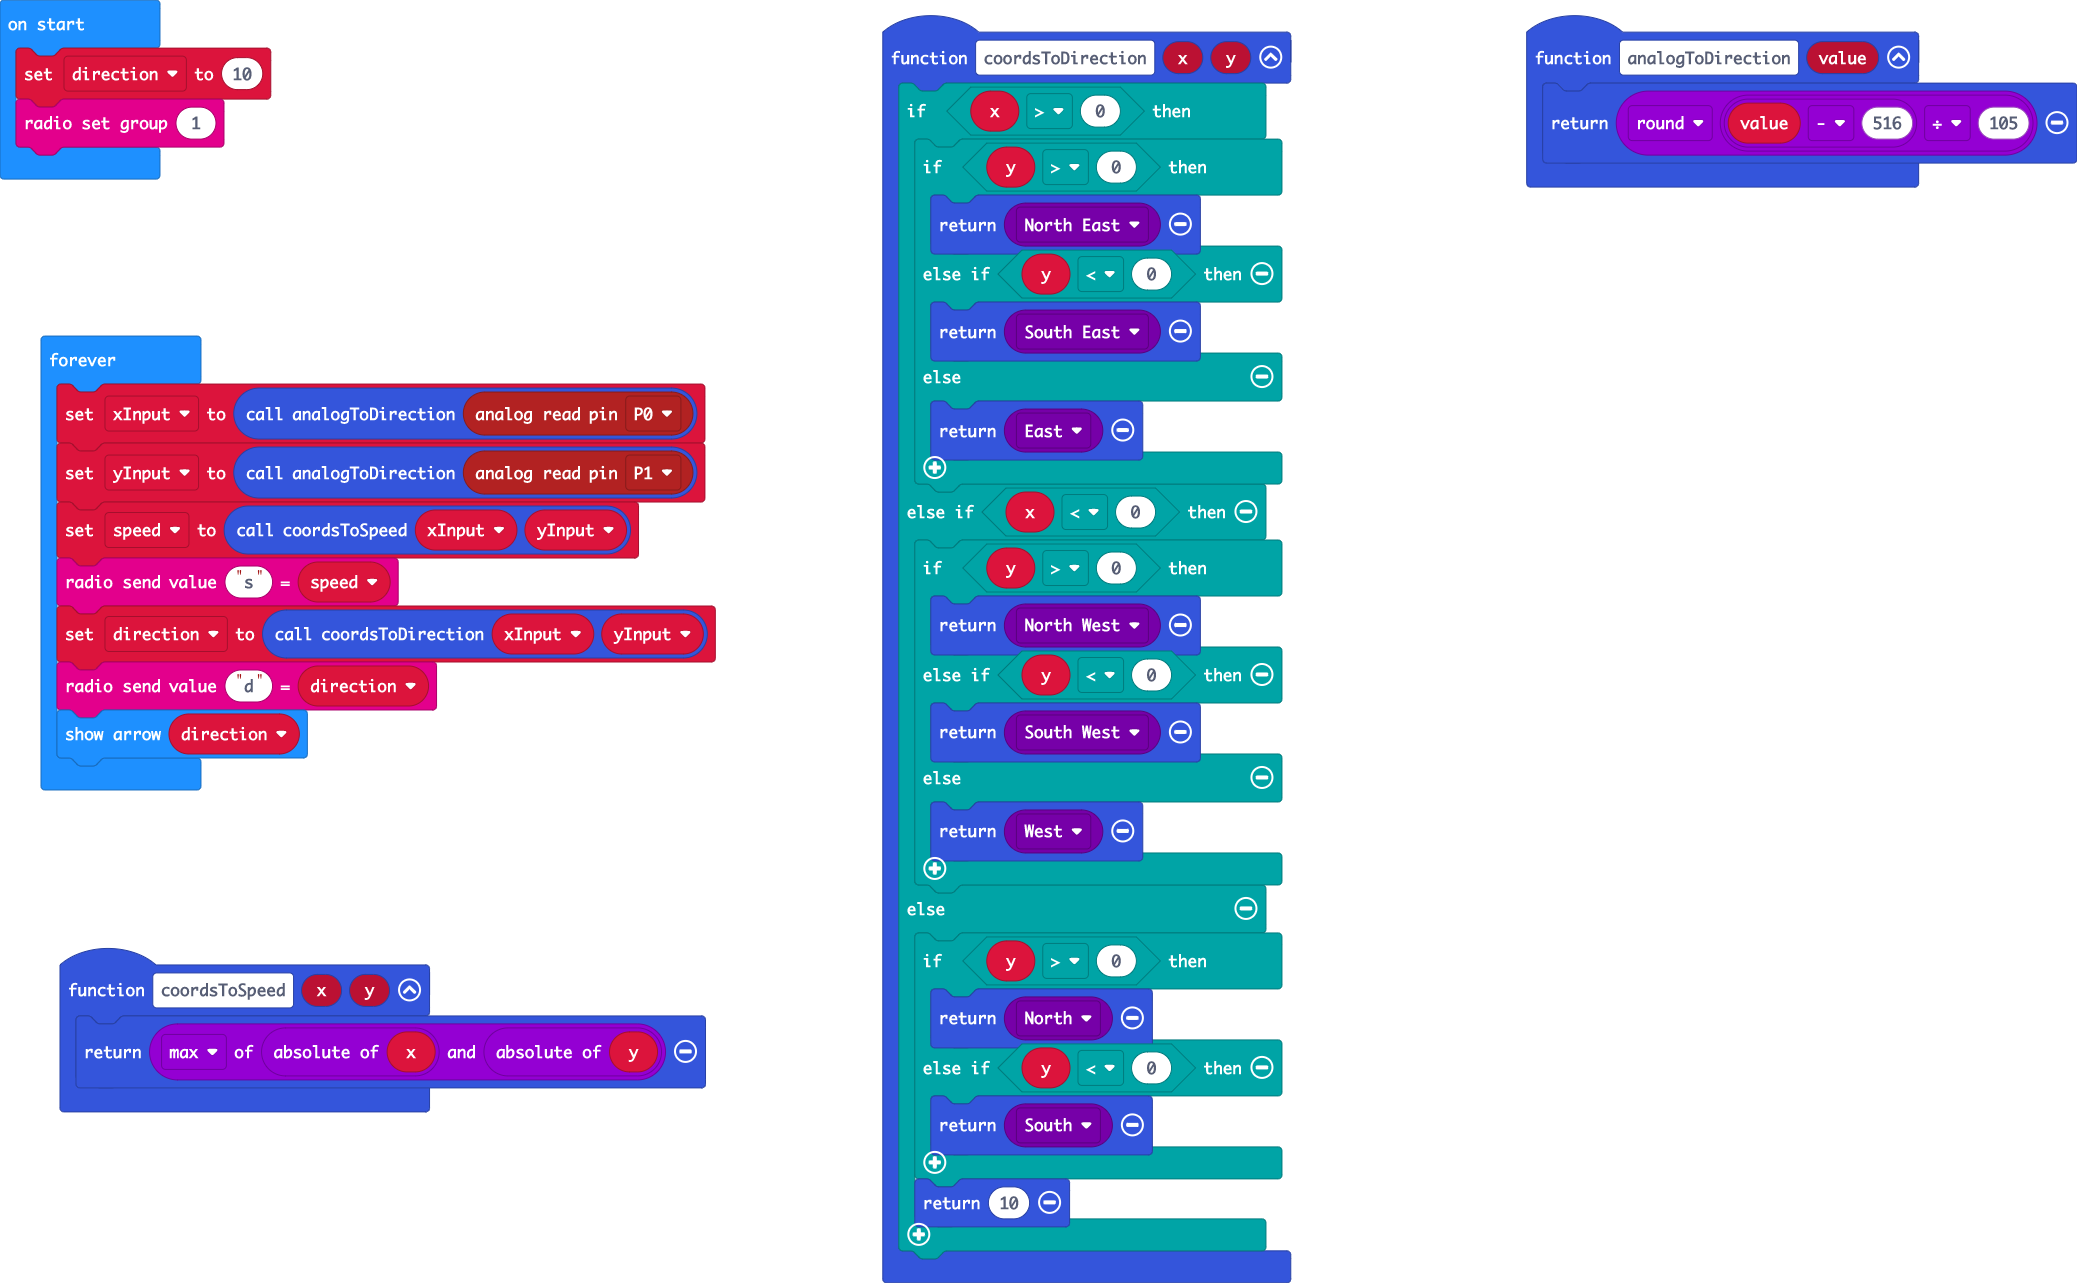 on start
set direction to 10
radio set group 1
forever
set xInput to call analogToDirection analog read pin P0
set yInput to call analogToDirection analog read pin P1
set speed to call coordsToSpeed xInput yInput
radio send value "s" = speed
set direction to call coordsToDirection xInput yInput
radio send value "d" = direction
show arrow direction
function coordsToSpeed x y
return max of absolute of x and absolute of y
function coordsToDirection x y
if x > 0 then
if y > 0 then
return North East
else if y < 0 then
return South East
else
return East
else if x < 0 then
if y > 0 then
return North West
else if y < 0 then
return South West
else
return West
else
if y > 0 then
return North
else if y < 0 then
return South
return 10
function analogToDirection value
return round value - 516 ÷ 105